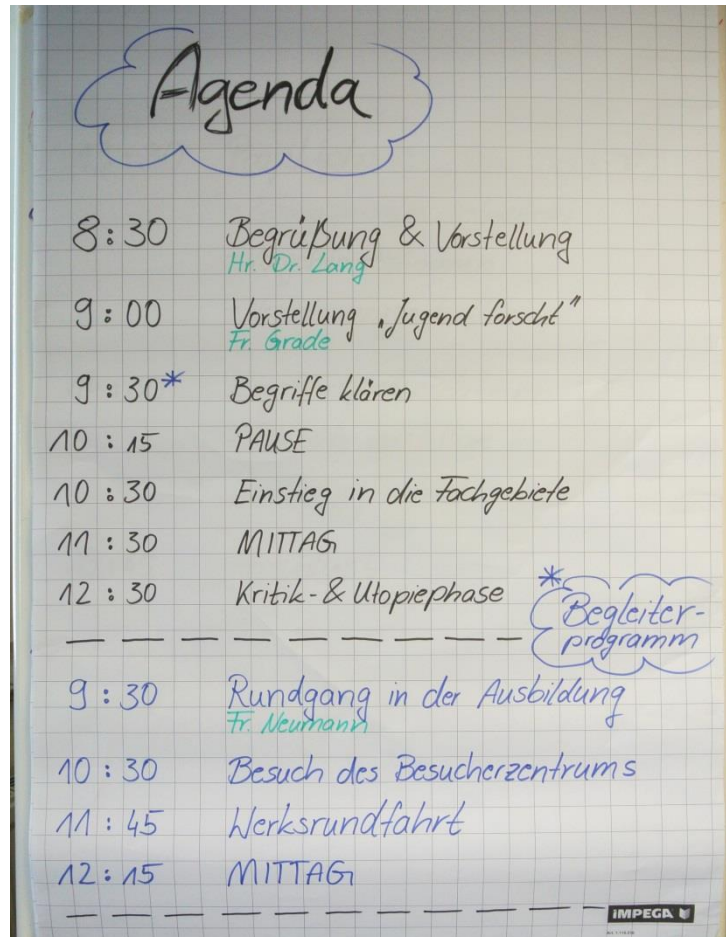 Agenda
8:30 Begrüßung & Vorstellung
Hr. Dr. Lang
9:00 Vorstellung „Jugend forscht"
Fr. Grade
9:30* Begriffe klären
10:15 PAUSE
10:30 Einstieg in die Fachgebiete
11:30 MITTAG
12:30 Kritik- & Utopiephase
* Begleiter-
programm
9:30 Rundgang in der Ausbildung
Fr. Neumann
10:30 Besuch des Besucherzentrums
11:45 Werksrundfahrt
12:15 MITTAG
IMPEGA